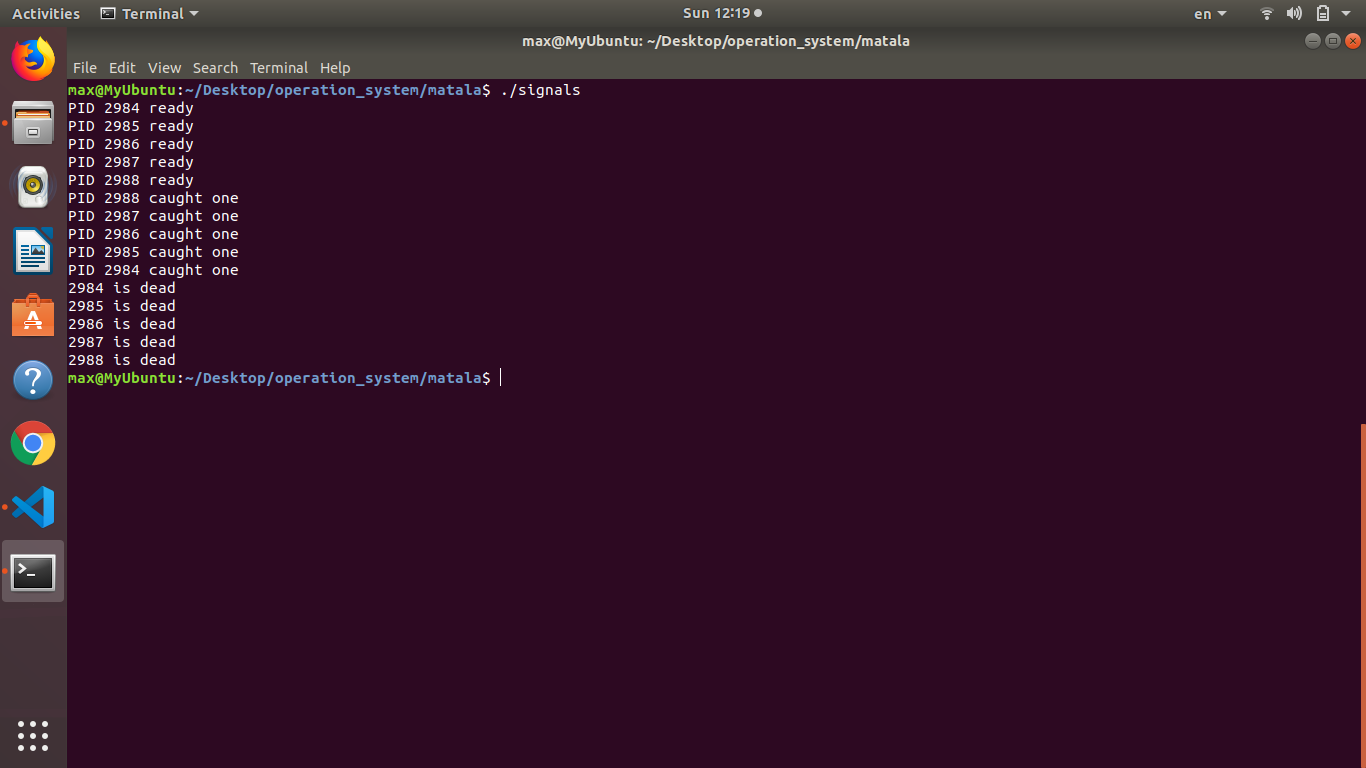 Activities Terminal Sun 12:19 en
max@MyUbuntu: ~/Desktop/operation_system/matala
File Edit View Search Terminal Help
max@MyUbuntu:~/Desktop/operation_system/matala$ ./signals
PID 2984 ready
PID 2985 ready
PID 2986 ready
PID 2987 ready
PID 2988 ready
PID 2988 caught one
PID 2987 caught one
PID 2986 caught one
PID 2985 caught one
PID 2984 caught one
2984 is dead
2985 is dead
2986 is dead
2987 is dead
2988 is dead
max@MyUbuntu:~/Desktop/operation_system/matala$